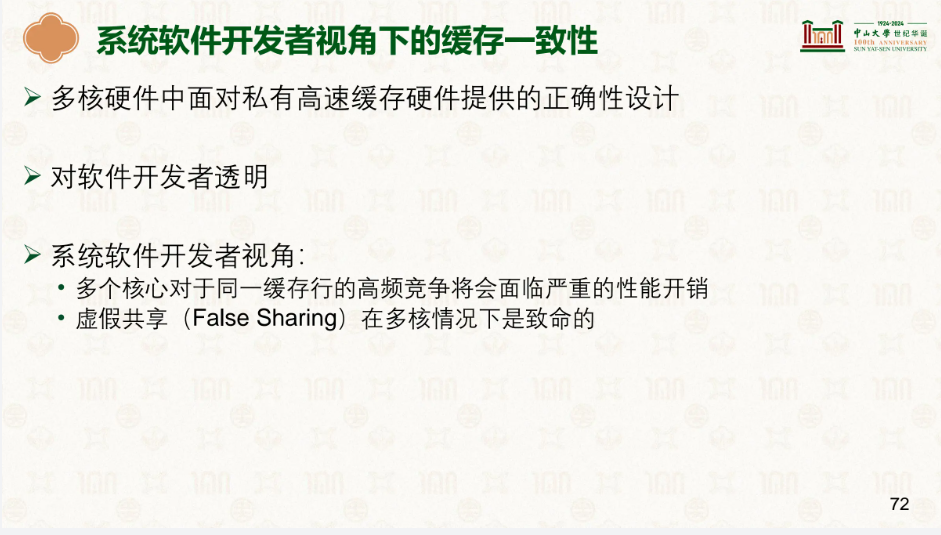 系统软件开发者视角下的缓存一致性
1924-2024
中山大學 世纪华诞
100th ANNIVERSARY
SUN YAT-SEN UNIVERSITY
多核硬件中面对私有高速缓存硬件提供的正确性设计
对软件开发者透明
系统软件开发者视角：
• 多个核心对于同一缓存行的高频竞争将会面临严重的性能开销
• 虚假共享（False Sharing）在多核情况下是致命的
72